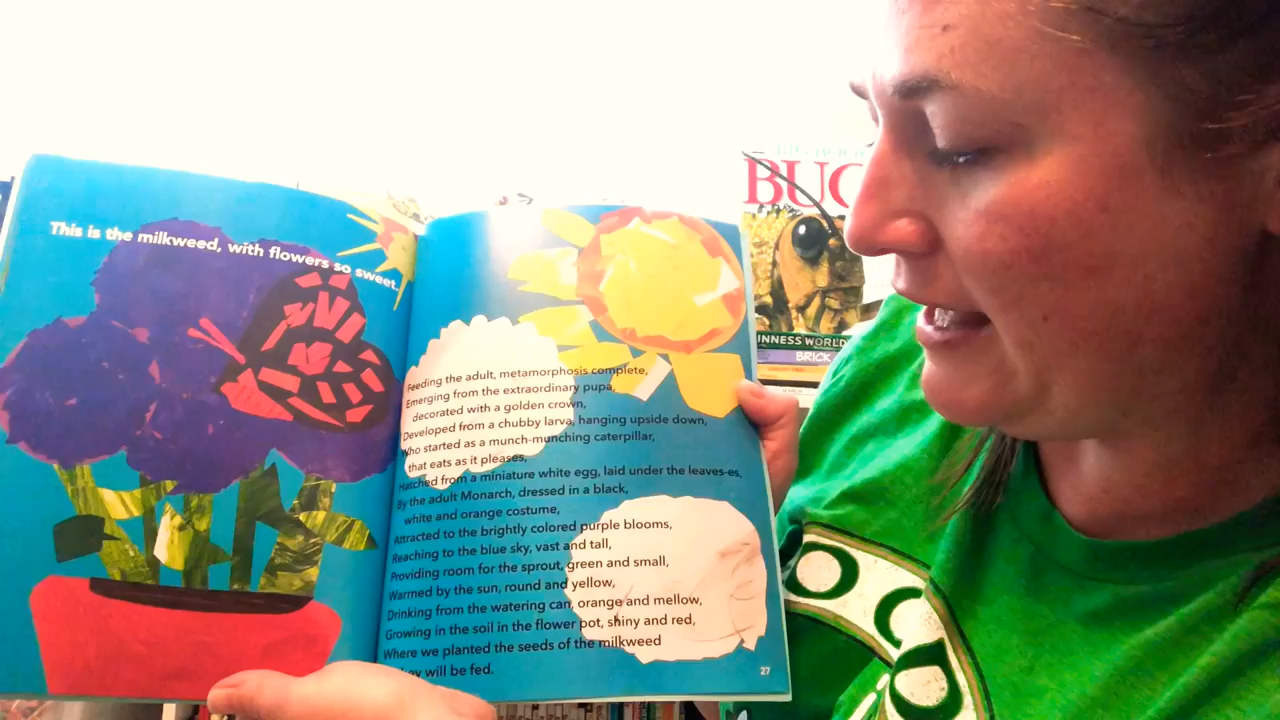 This is the milkweed, with flowers so sweet.
Feeding the adult, metamorphosis complete,
Emerging from the extraordinary pupa,
decorated with a golden crown,
Developed from a chubby larva, hanging upside down,
Who started as a munch-munching caterpillar,
that eats as it pleases,
Hatched from a miniature white egg, laid under the leaves-es,
By the adult Monarch, dressed in a black,
white and orange costume,
Attracted to the brightly colored purple blooms,
Reaching to the blue sky, vast and tall,
Providing room for the sprout, green and small,
Warmed by the sun, round and yellow,
Drinking from the watering can, orange and mellow,
Growing in the soil in the flower pot, shiny and red,
Where we planted the seeds of the milkweed
will be fed.
27
BUG
INNESS WORLD
BRICK